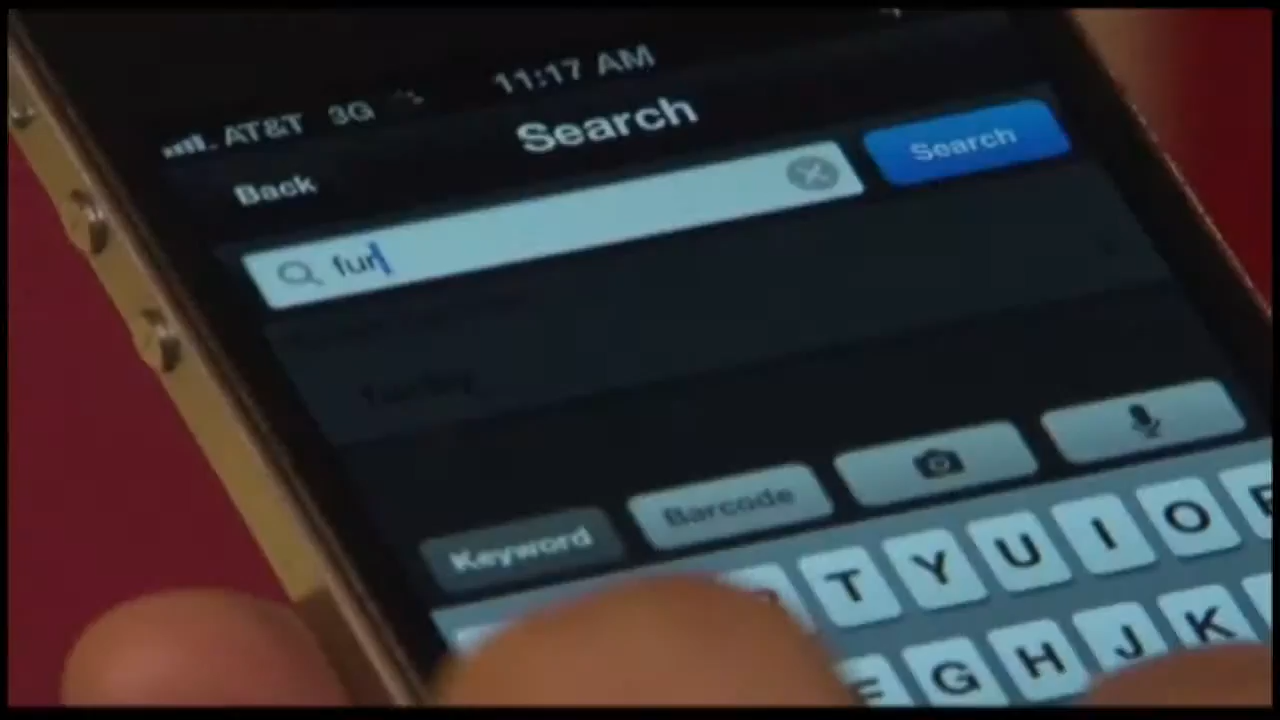 11:17 AM
AT&T 3G
Search
Back
Search
fur
Keyword
Barcode
T Y U I O
G H J K